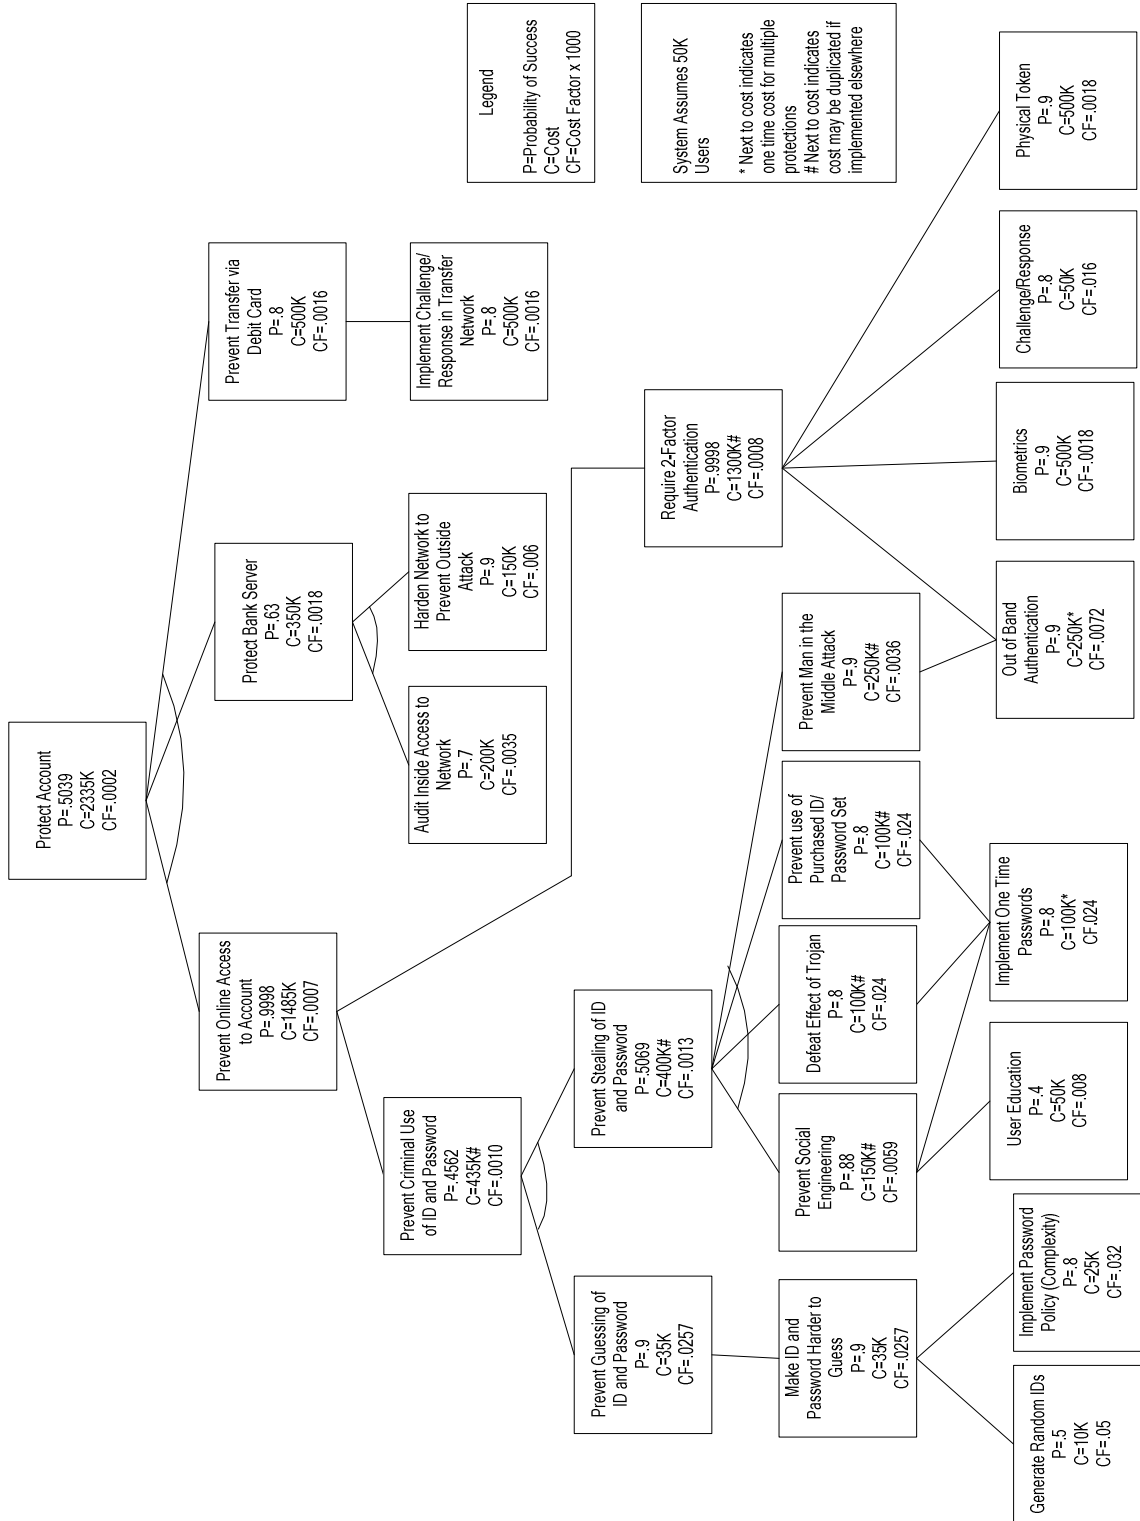 Protect Account
P=.5039
C=2335K
CF=.0002
Prevent Online Access
to Account
P=.9998
C=1485K
CF=.0007
Protect Bank Server
P=.63
C=350K
CF=.0018
Prevent Transfer via
Debit Card
P=.8
C=500K
CF=.0016
Legend
P=Probability of Success
C=Cost
CF=Cost Factor x 1000
Prevent Criminal Use
of ID and Password
P=.4562
C=435K#
CF=.0010
Audit Inside Access to
Network
P=.7
C=200K
CF=.0035
Harden Network to
Prevent Outside
Attack
P=.9
C=150K
CF=.006
Implement Challenge/
Response in Transfer
Network
P=.8
C=500K
CF=.0016
System Assumes 50K
Users
* Next to cost indicates
one time cost for multiple
protections
# Next to cost indicates
cost may be duplicated if
implemented elsewhere
Prevent Guessing of
ID and Password
P=.9
C=35K
CF=.0257
Prevent Stealing of ID
and Password
P=.5069
C=400K#
CF=.0013
Require 2-Factor
Authentication
P=.9998
C=1300K#
CF=.0008
Make ID and
Password Harder to
Guess
P=.9
C=35K
CF=.0257
Prevent Social
Engineering
P=.88
C=150K#
CF=.0059
Defeat Effect of Trojan
P=.8
C=100K#
CF=.024
Prevent use of
Purchased ID/
Password Set
P=.8
C=100K#
CF=.024
Prevent Man in the
Middle Attack
P=.9
C=250K#
CF=.0036
Generate Random IDs
P=.5
C=10K
CF=.05
Implement Password
Policy (Complexity)
P=.8
C=25K
CF=.032
User Education
P=.4
C=50K
CF=.008
Implement One Time
Passwords
P=.8
C=100K*
CF.024
Out of Band
Authentication
P=.9
C=250K*
CF=.0072
Biometrics
P=.9
C=500K
CF=.0018
Challenge/Response
P=.8
C=50K
CF=.016
Physical Token
P=.9
C=500K
CF=.0018